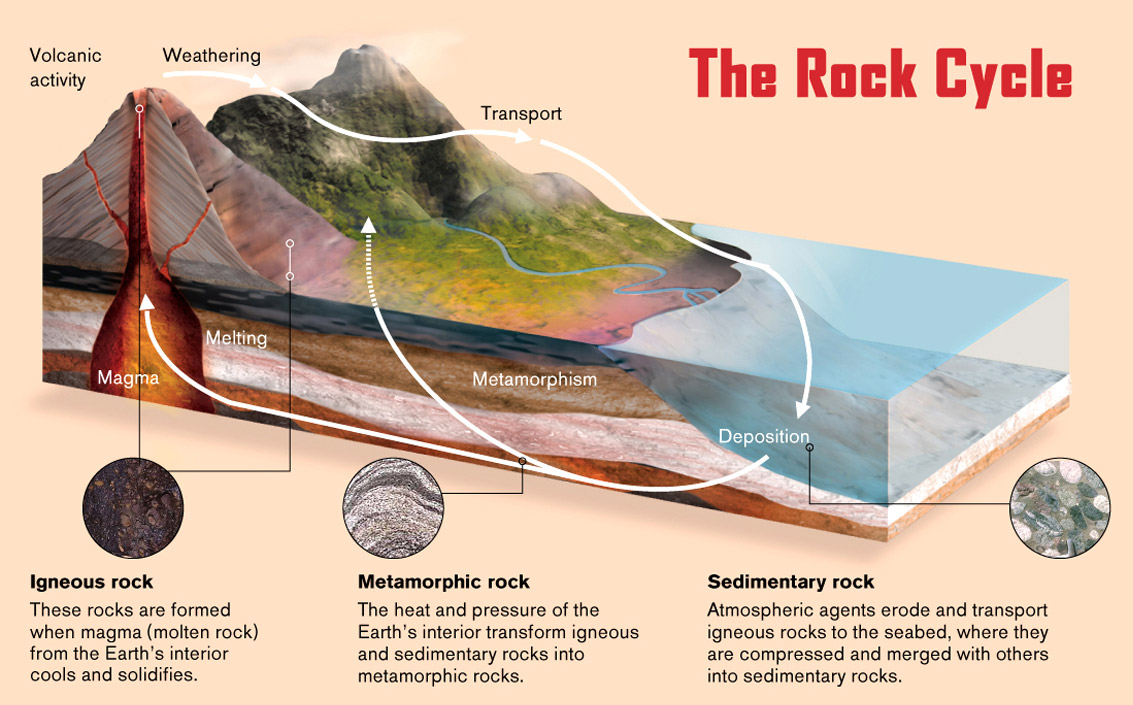 The Rock Cycle
Volcanic
activity
Weathering
Transport
Melting
Magma
Metamorphism
Deposition
Igneous rock
These rocks are formed
when magma (molten rock)
from the Earth's interior
cools and solidifies.
Metamorphic rock
The heat and pressure of the
Earth's interior transform igneous
and sedimentary rocks into
metamorphic rocks.
Sedimentary rock
Atmospheric agents erode and transport
igneous rocks to the seabed, where they
are compressed and merged with others
into sedimentary rocks.